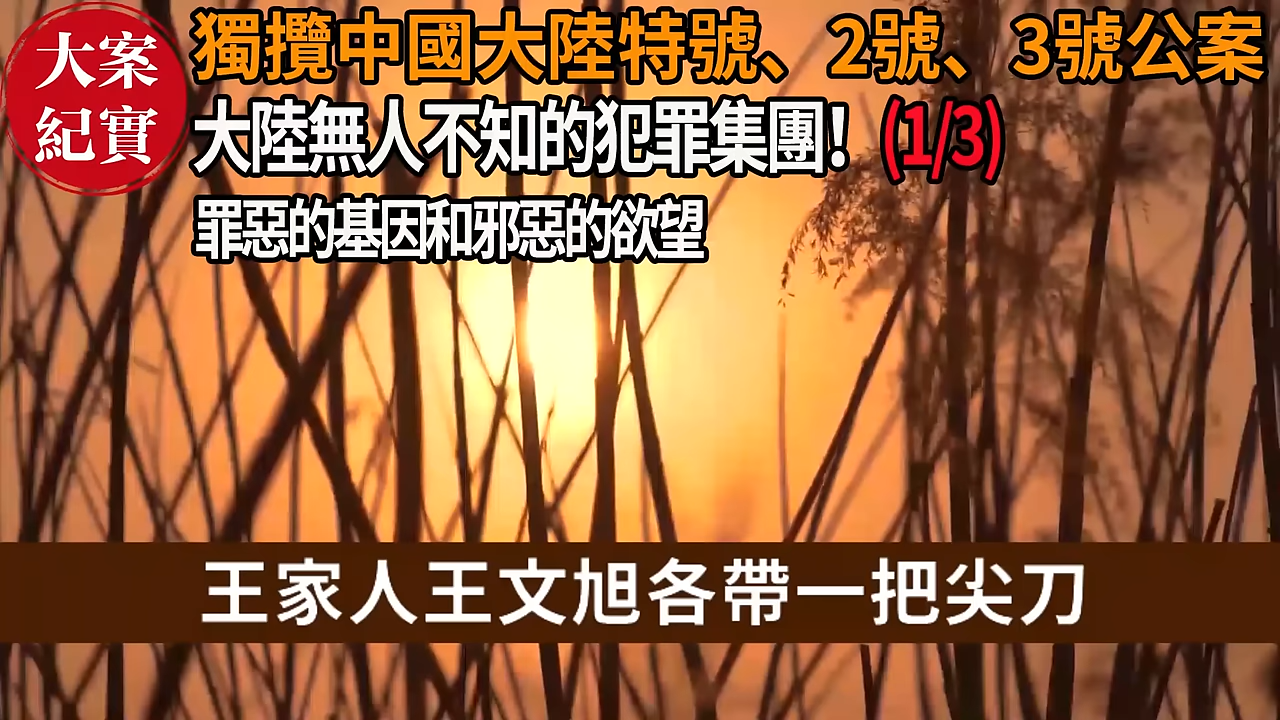 大案
紀實
獨攬中國大陸特號、2號、3號公案
大陸無人不知的犯罪集團！(1/3)
罪惡的基因和邪惡的欲望
王家人王文旭各帶一把尖刀